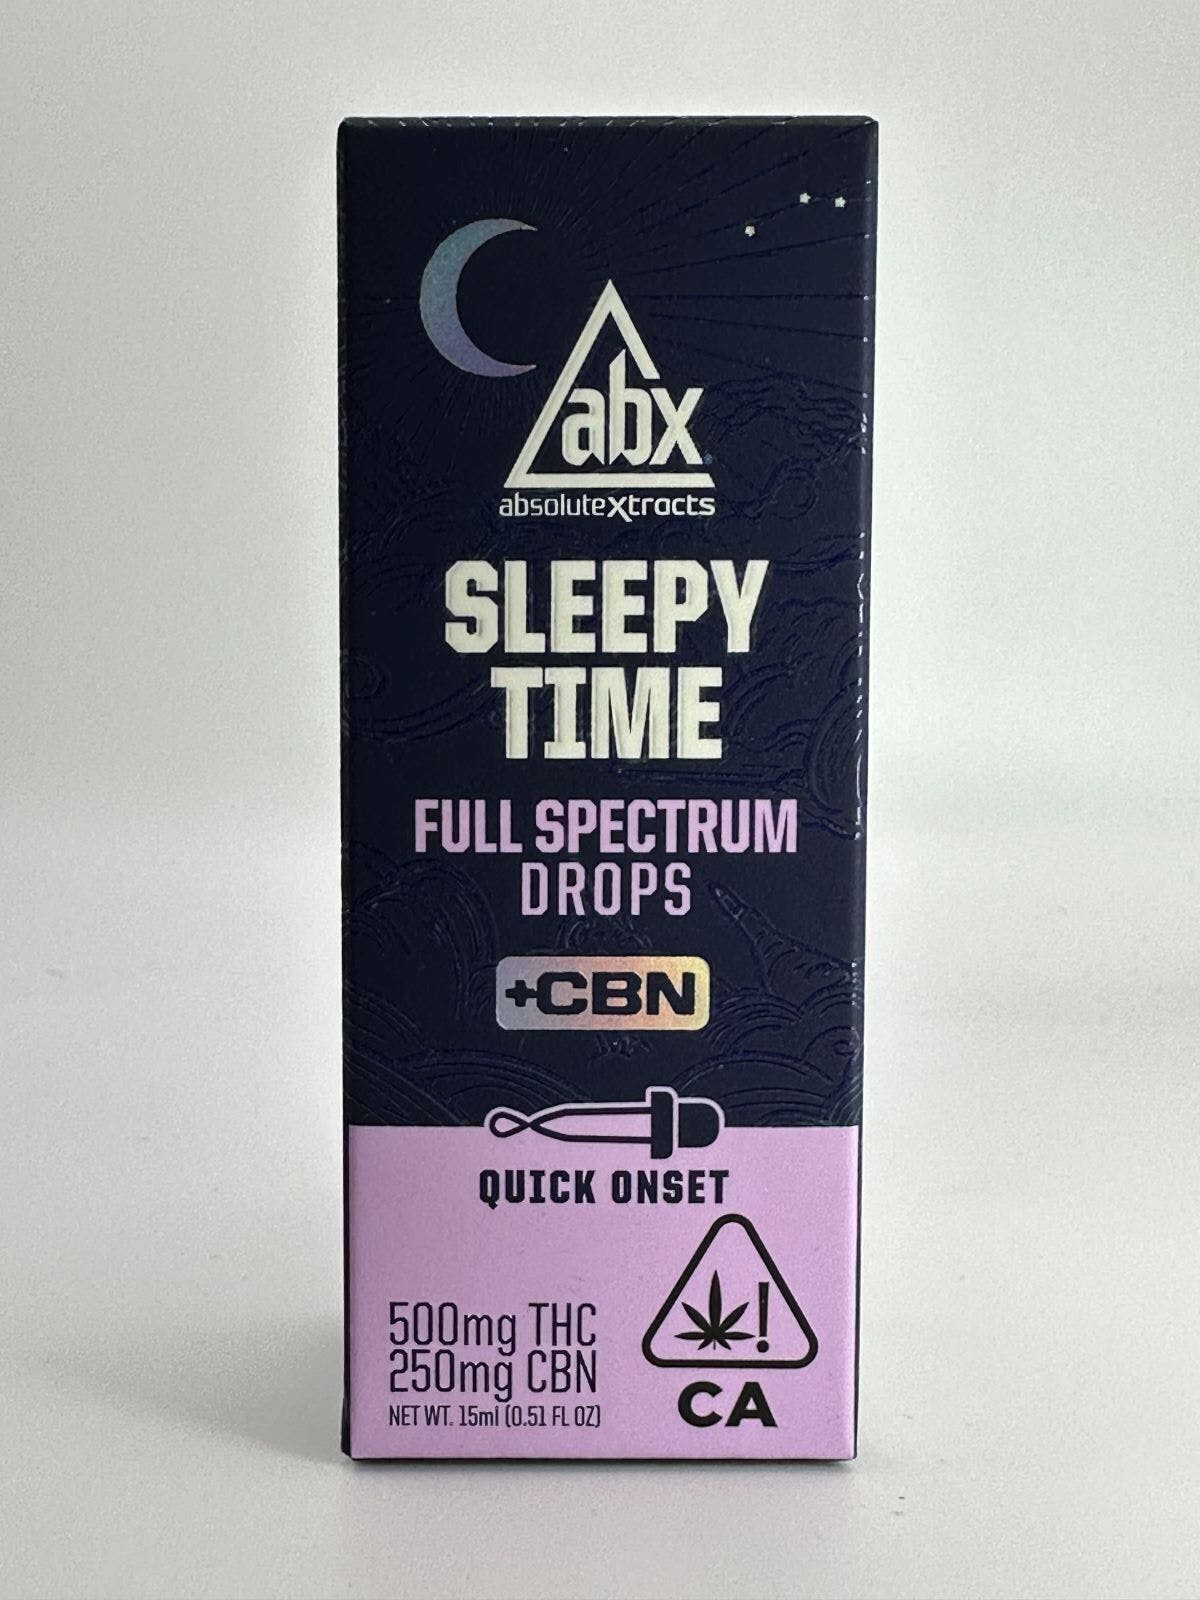 abx
absoluteXtracts
SLEEPY
TIME
FULL SPECTRUM
DROPS
+CBN
QUICK ONSET
500mg THC
250mg CBN
NET WT. 15ml (0.51 FL OZ)
!
CA